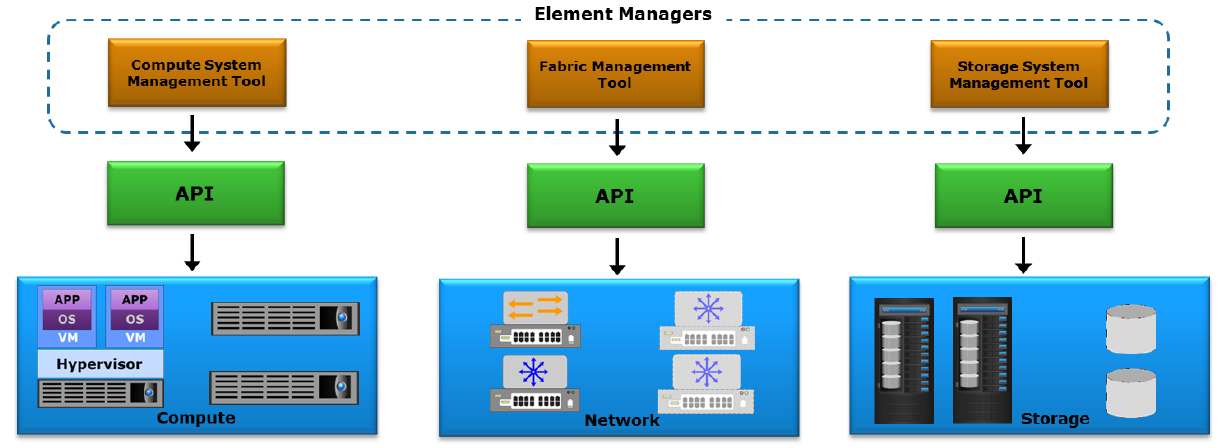 Element Managers
Compute System
Management Tool
Fabric Management
Tool
Storage System
Management Tool
API
API
API
APP
APP
OS
OS
VM
VM
Hypervisor
Compute
Network
Storage